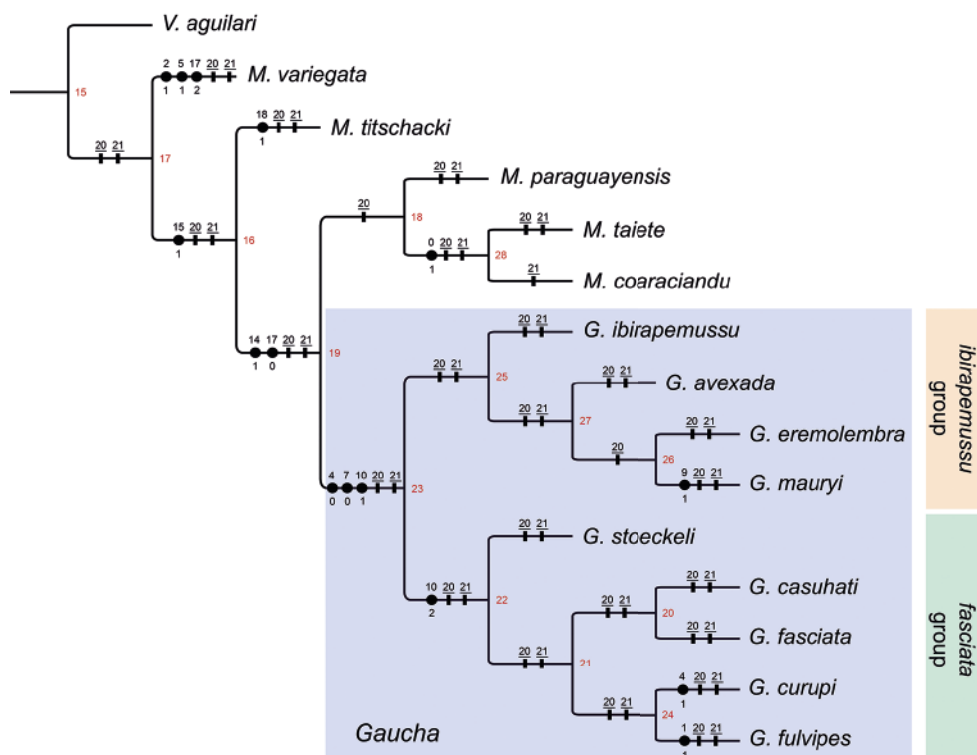 V. aguilari
2 5 17 20 21
M. variegata
1 1 2
15
18 20 21
M. titschacki
1
20 21
17
20 21
M. paraguayensis
20
18
20 21
M. taiete
15 20 21
1
16
0 20 21
1
28
21
M. coaraciandu
20 21
G. ibirapemussu
14 17 20 21
1 0
19
20 21
25
20 21
G. avexada
20 21
27
20 21
G. eremolembra
20
26
9 20 21
G. mauryi
1
4 7 10 20 21
0 0 1
23
ibirapemussu
group
20 21
G. stoeckeli
10 20 21
2
22
20 21
G. casuhati
20 21
20
20 21
G. fasciata
20 21
21
4 20 21
G. curupi
1
20 21
24
1 20 21
G. fulvipes
1
Gaucha
fasciata
group